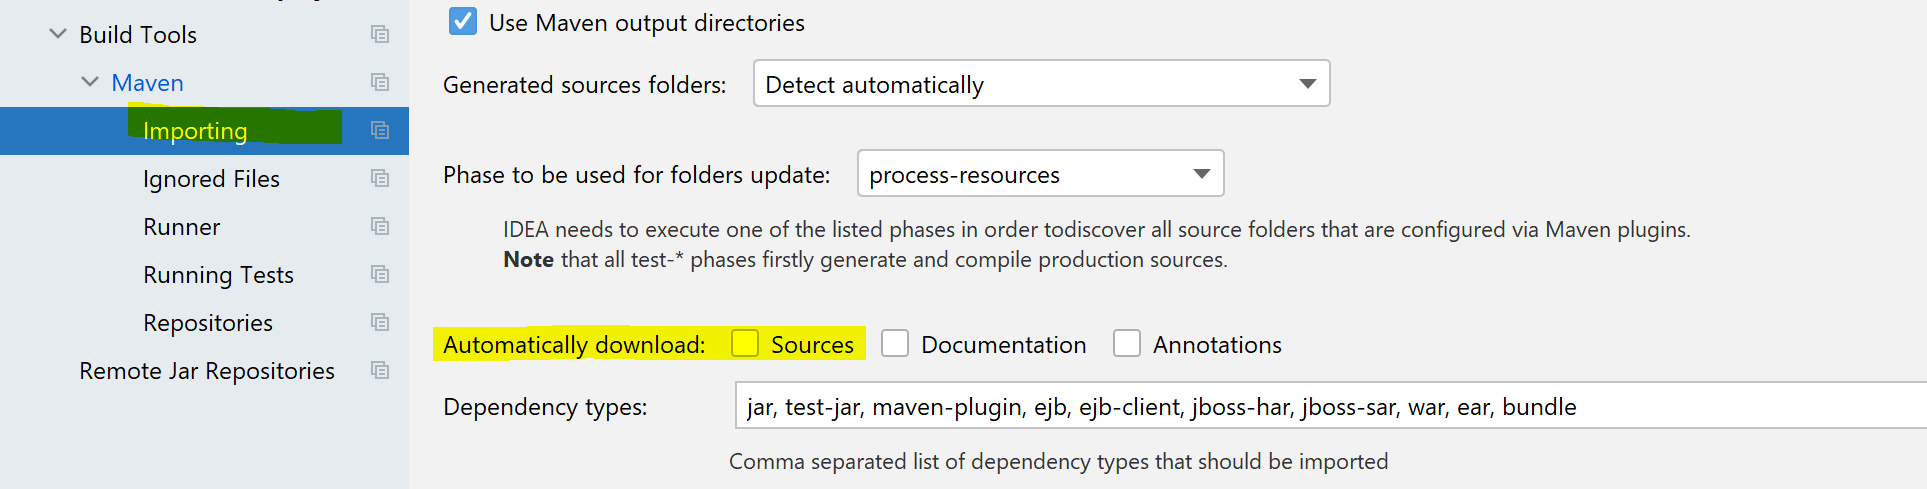 Build Tools
Maven
Importing
Ignored Files
Runner
Running Tests
Repositories
Remote Jar Repositories
Use Maven output directories
Generated sources folders: Detect automatically
Phase to be used for folders update: process-resources
IDEA needs to execute one of the listed phases in order todiscover all source folders that are configured via Maven plugins.
Note that all test-* phases firstly generate and compile production sources.
Automatically download: Sources Documentation Annotations
Dependency types: jar, test-jar, maven-plugin, ejb, ejb-client, jboss-har, jboss-sar, war, ear, bundle
Comma separated list of dependency types that should be imported